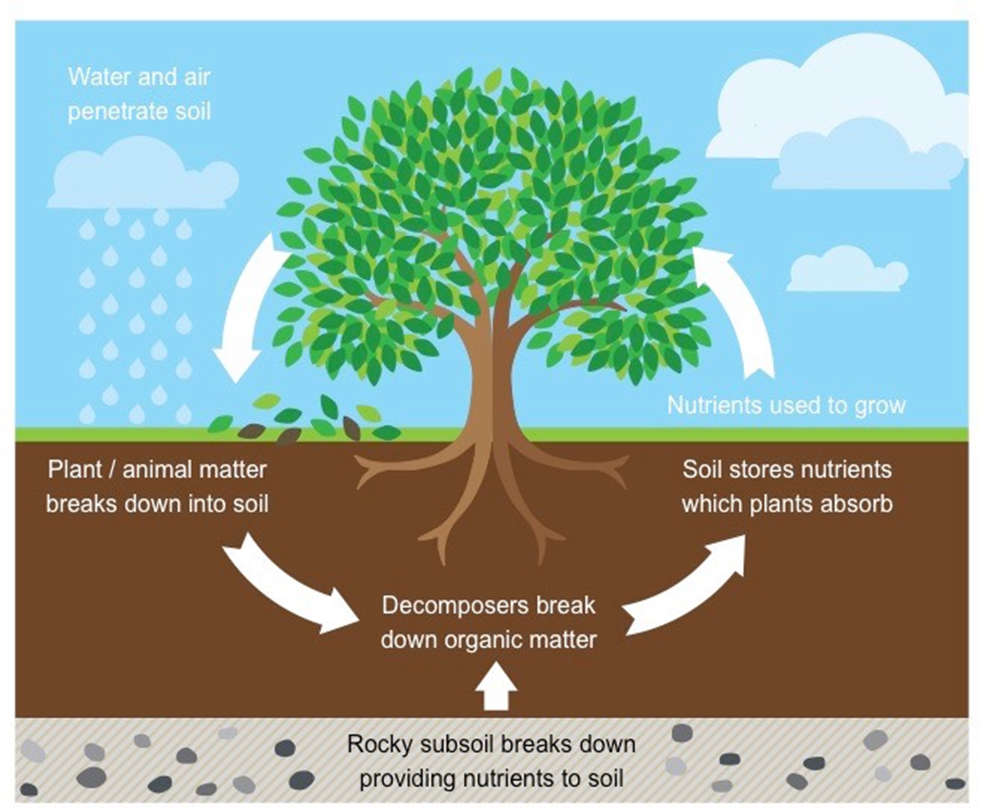 Water and air
penetrate soil
Nutrients used to grow
Plant / animal matter
breaks down into soil
Soil stores nutrients
which plants absorb
Decomposers break
down organic matter
Rocky subsoil breaks down
providing nutrients to soil